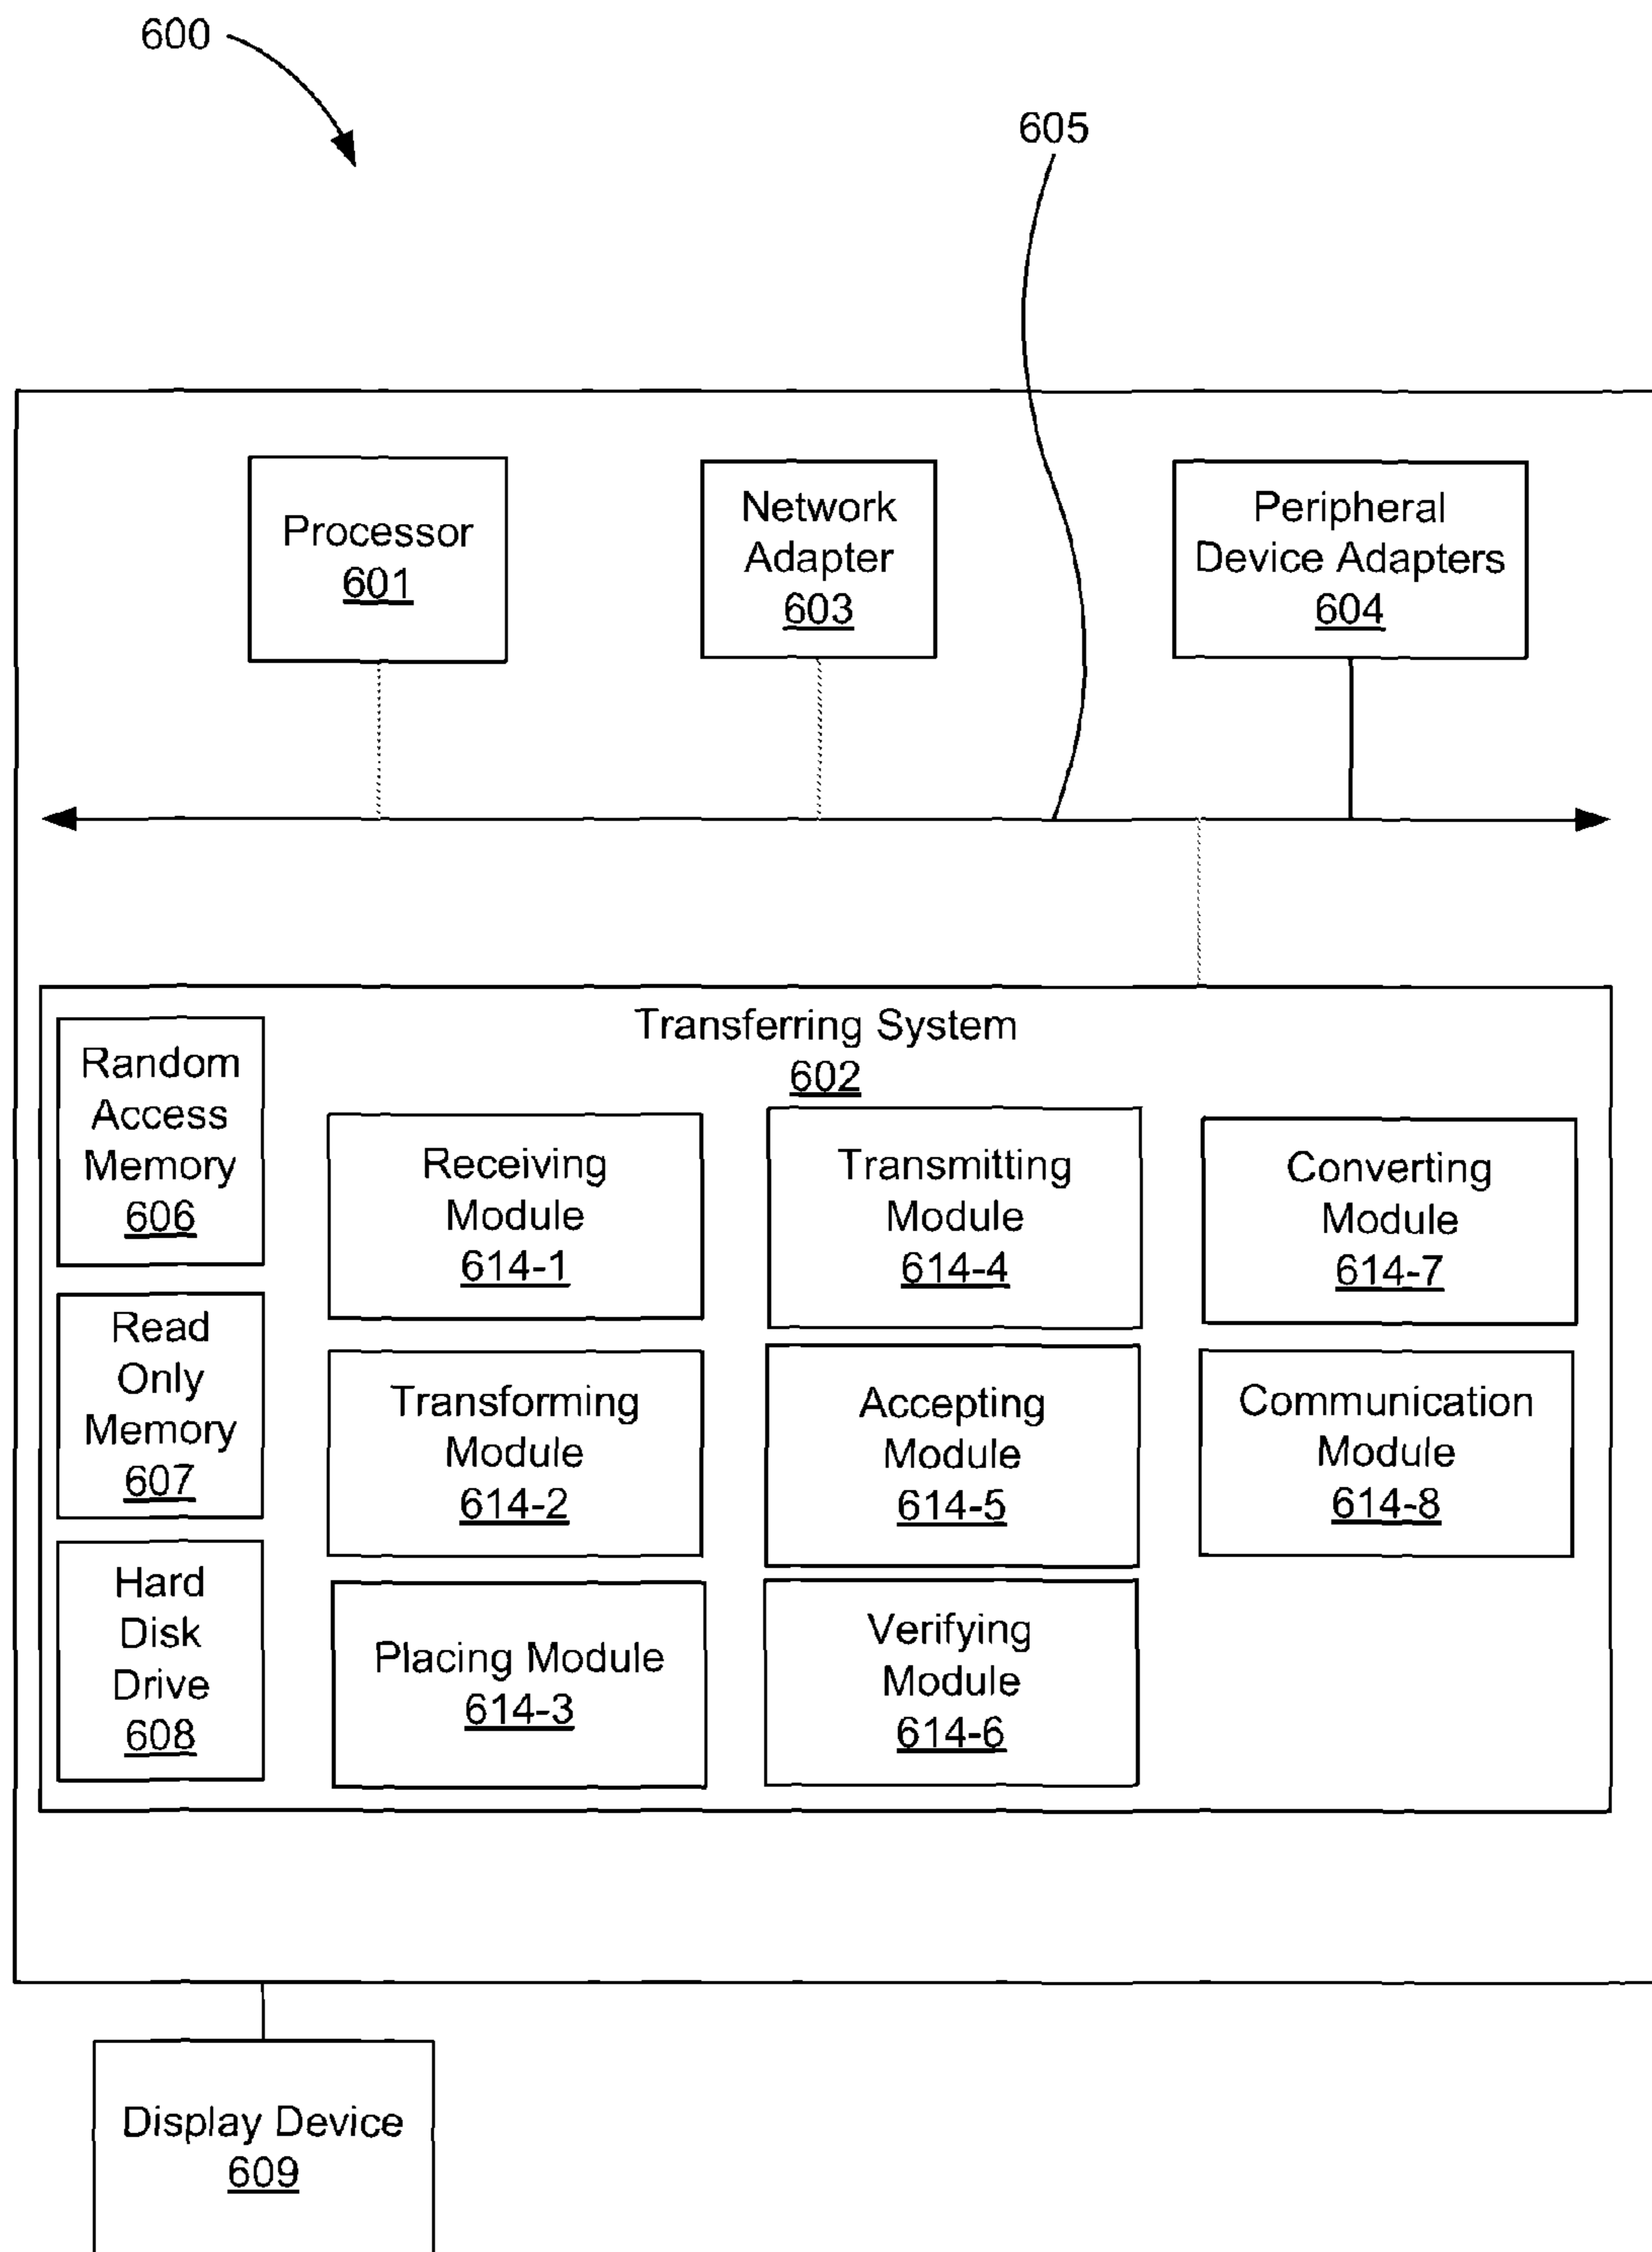 600
605
Processor
601
Network
Adapter
603
Peripheral
Device Adapters
604
Transferring System
602
Random
Access
Memory
606
Read
Only
Memory
607
Hard
Disk
Drive
608
Receiving
Module
614-1
Transforming
Module
614-2
Placing Module
614-3
Transmitting
Module
614-4
Accepting
Module
614-5
Verifying
Module
614-6
Converting
Module
614-7
Communication
Module
614-8
Display Device
609